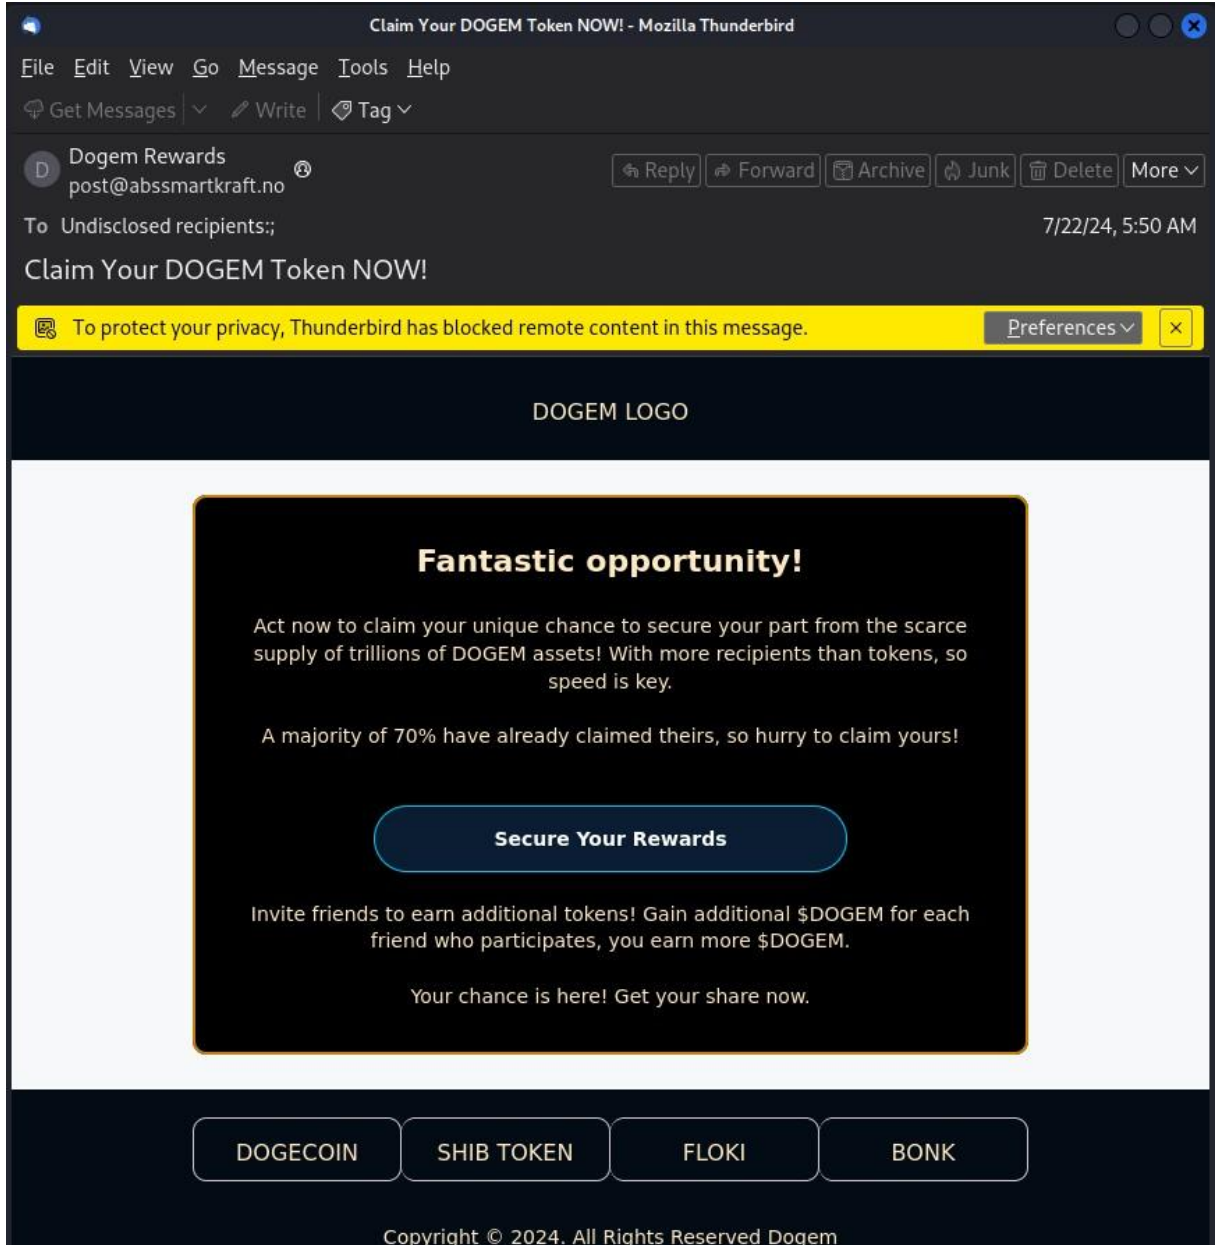 Claim Your DOGEM Token NOW! - Mozilla Thunderbird
File Edit View Go Message Tools Help
Get Messages Write Tag
D
Dogem Rewards
post@abssmartkraft.no
Reply Forward Archive Junk Delete More
To Undisclosed recipients:;
7/22/24, 5:50 AM
Claim Your DOGEM Token NOW!
To protect your privacy, Thunderbird has blocked remote content in this message.
Preferences
DOGEM LOGO
Fantastic opportunity!
Act now to claim your unique chance to secure your part from the scarce
supply of trillions of DOGEM assets! With more recipients than tokens, so
speed is key.
A majority of 70% have already claimed theirs, so hurry to claim yours!
Secure Your Rewards
Invite friends to earn additional tokens! Gain additional $DOGEM for each
friend who participates, you earn more $DOGEM.
Your chance is here! Get your share now.
DOGECOIN SHIB TOKEN FLOKI BONK
Copyright © 2024. All Rights Reserved Dogem